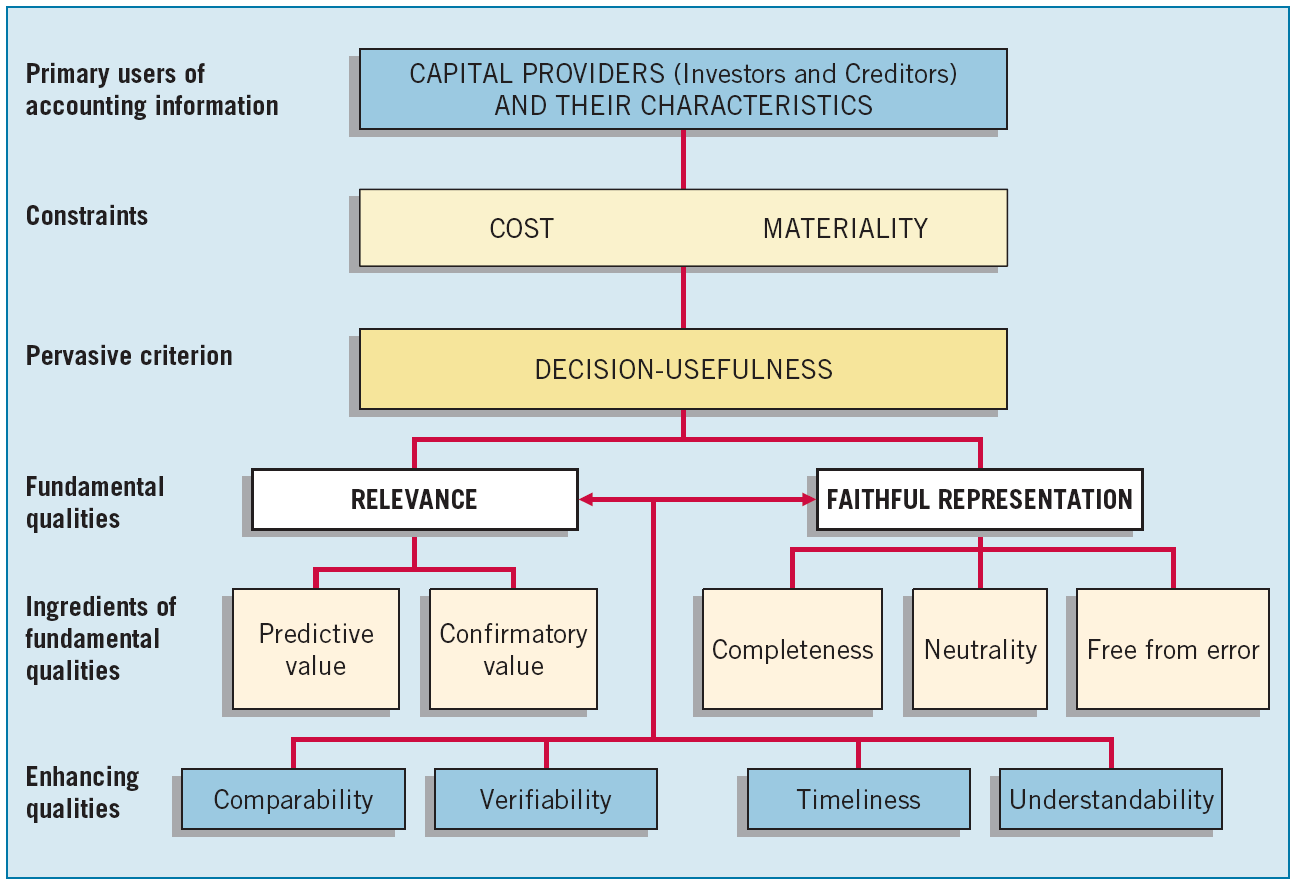 Primary users of
accounting information
CAPITAL PROVIDERS (Investors and Creditors)
AND THEIR CHARACTERISTICS
Constraints
COST MATERIALITY
Pervasive criterion
DECISION-USEFULNESS
Fundamental
qualities
RELEVANCE
FAITHFUL REPRESENTATION
Ingredients of
fundamental
qualities
Predictive
value
Confirmatory
value
Completeness
Neutrality
Free from error
Enhancing
qualities
Comparability
Verifiability
Timeliness
Understandability